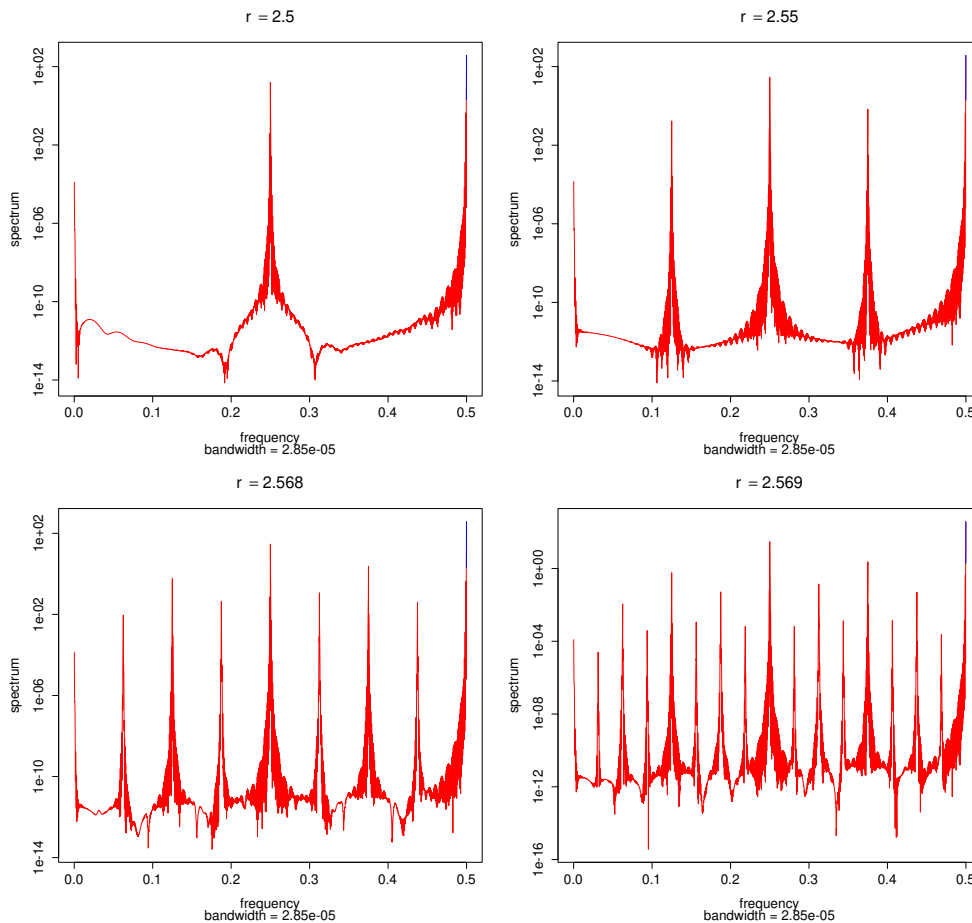 r = 2.5
spectrum
1e+02
1e-02
1e-06
1e-10
1e-14
0.0 0.1 0.2 0.3 0.4 0.5
frequency
bandwidth = 2.85e-05
r = 2.55
spectrum
1e+02
1e-02
1e-06
1e-10
1e-14
0.0 0.1 0.2 0.3 0.4 0.5
frequency
bandwidth = 2.85e-05
r = 2.568
spectrum
1e+02
1e-02
1e-06
1e-10
1e-14
0.0 0.1 0.2 0.3 0.4 0.5
frequency
bandwidth = 2.85e-05
r = 2.569
spectrum
1e+00
1e-04
1e-08
1e-12
1e-16
0.0 0.1 0.2 0.3 0.4 0.5
frequency
bandwidth = 2.85e-05